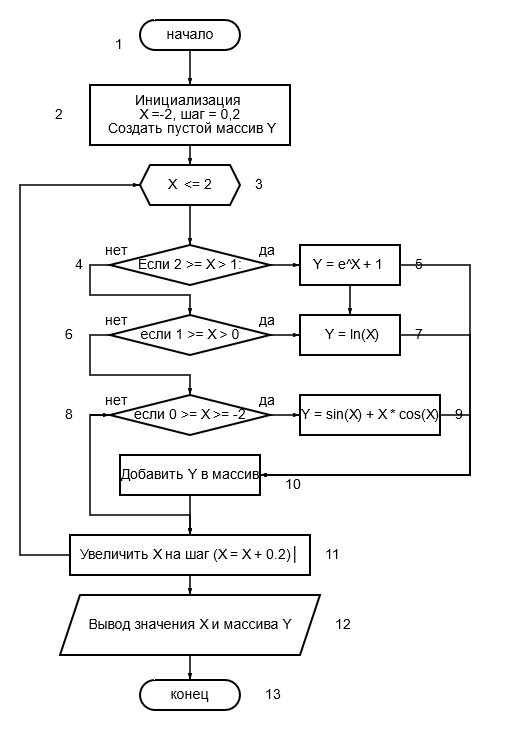 начало
1
Инициализация
2
X =-2, шаг = 0,2
Создать пустой массив Y
X <= 2
3
нет
да
4
Если 2 >= X > 1:
Y = e^X + 1
5
нет
да
6
если 1 >= X > 0
Y = ln(X)
7
нет
да
8
если 0 >= X >= -2
Y = sin(X) + X * cos(X)
9
Добавить Y в массив
10
Увеличить X на шаг (X = X + 0.2)
11
Вывод значения X и массива Y
12
конец
13